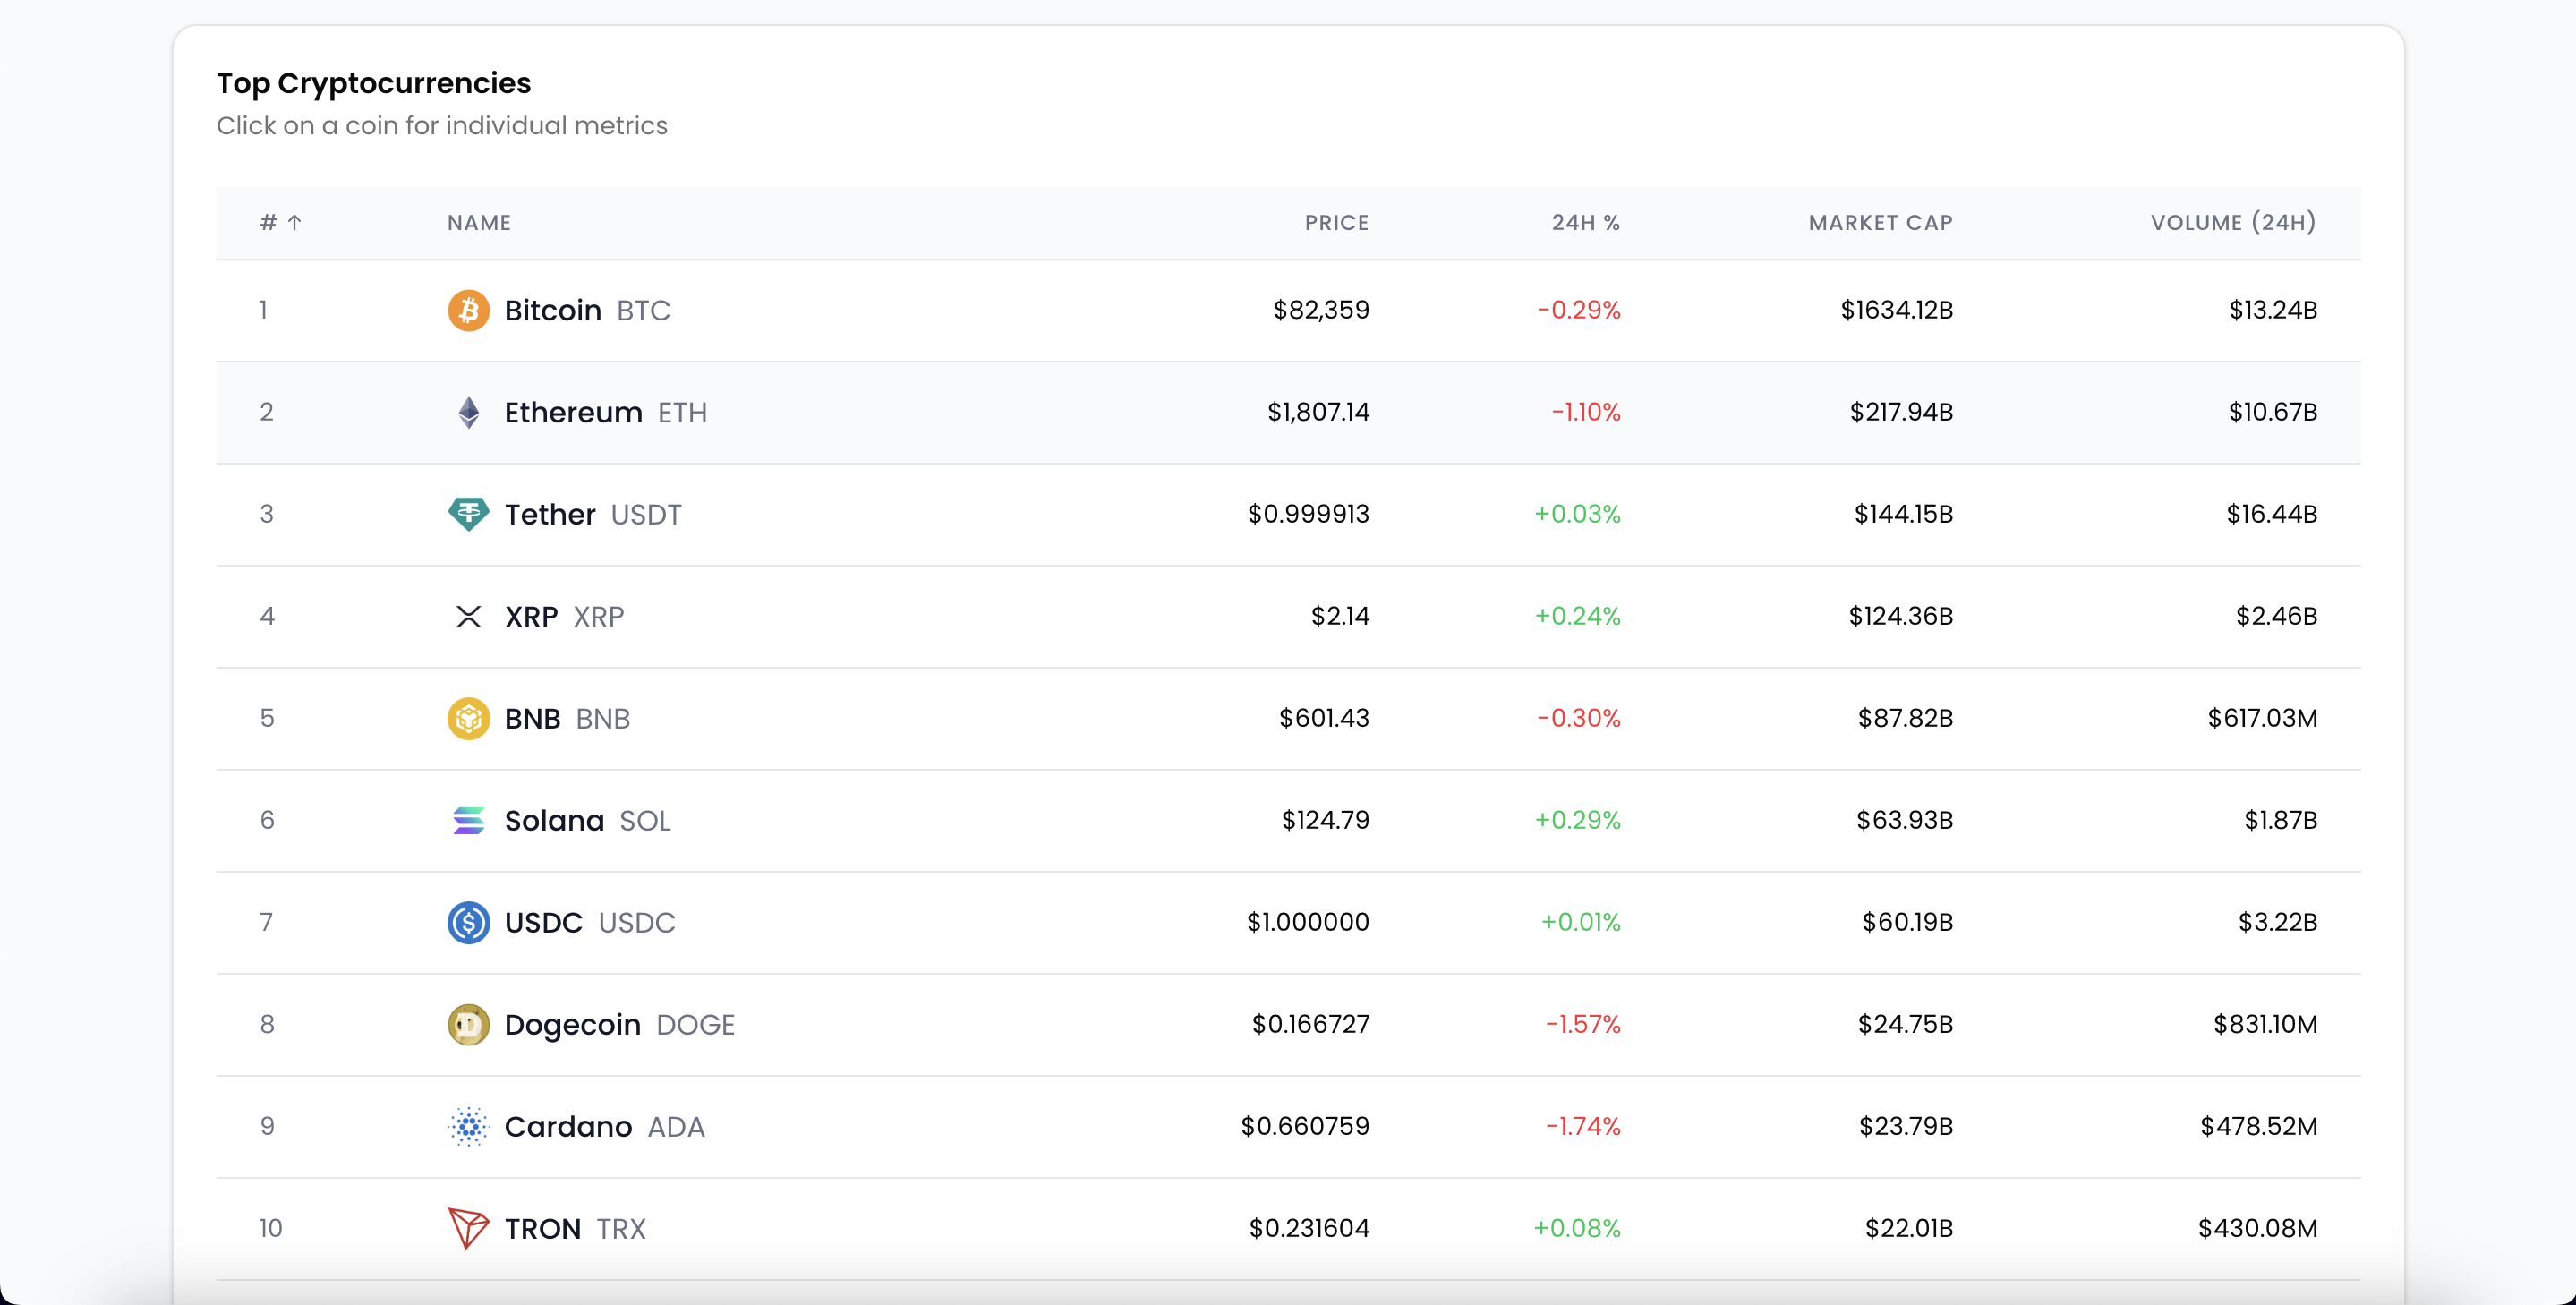 Top Cryptocurrencies
Click on a coin for individual metrics
# ↑ NAME PRICE 24H % MARKET CAP VOLUME (24H)
1 Bitcoin BTC $82,359 -0.29% $1634.12B $13.24B
2 Ethereum ETH $1,807.14 -1.10% $217.94B $10.67B
3 Tether USDT $0.999913 +0.03% $144.15B $16.44B
4 XRP XRP $2.14 +0.24% $124.36B $2.46B
5 BNB BNB $601.43 -0.30% $87.82B $617.03M
6 Solana SOL $124.79 +0.29% $63.93B $1.87B
7 USDC USDC $1.000000 +0.01% $60.19B $3.22B
8 Dogecoin DOGE $0.166727 -1.57% $24.75B $831.10M
9 Cardano ADA $0.660759 -1.74% $23.79B $478.52M
10 TRON TRX $0.231604 +0.08% $22.01B $430.08M